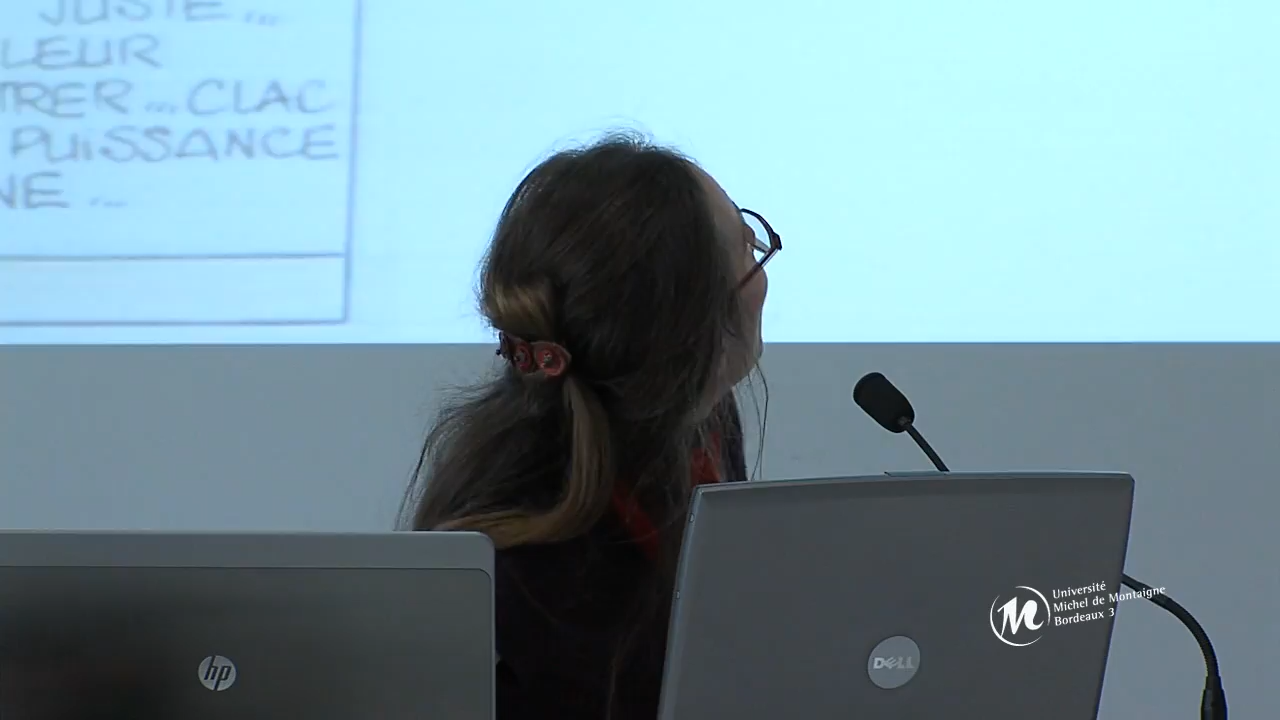 JUSTE...
LEUR
TRER...CLAC
PUISSANCE
NE...
hp
DELL
Université
Michel de Montaigne
Bordeaux 3